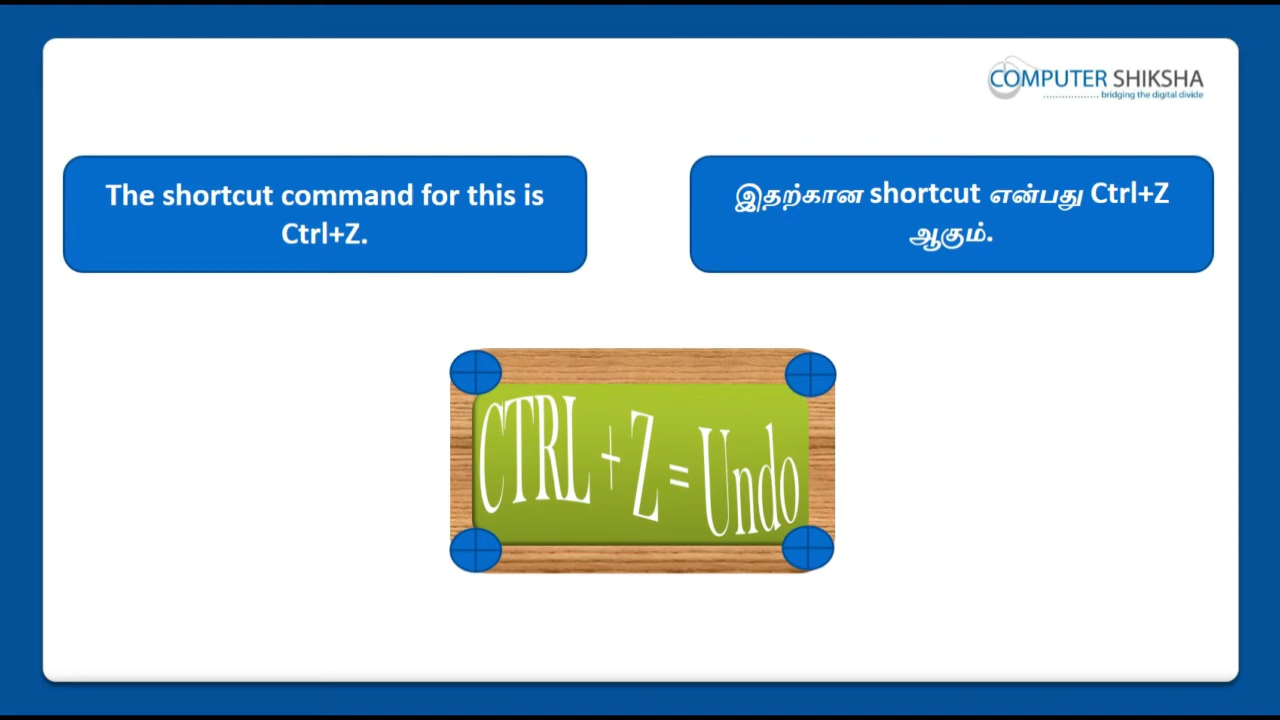 COMPUTER SHIKSHA
bridging the digital divide
The shortcut command for this is
Ctrl+Z.
இதற்கான shortcut என்பது Ctrl+Z
ஆகும்.
CTRL + Z = Undo